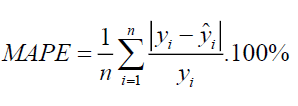 MAPE = \frac{1}{n} \sum_{i=1}^{n} \frac{|y_i - \hat{y}_i|}{y_i} .100%